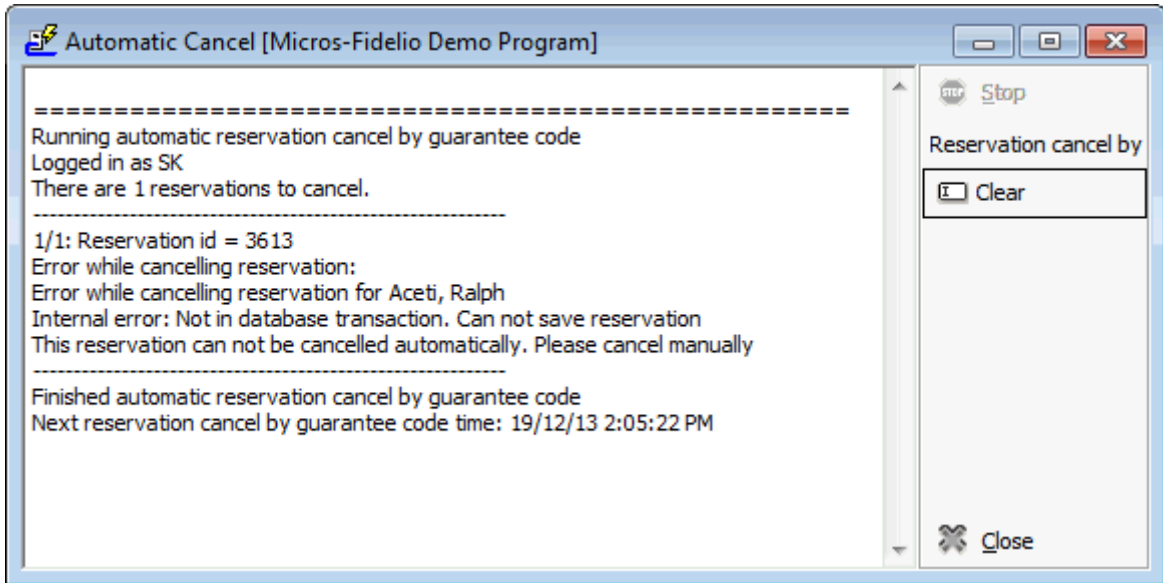 Automatic Cancel [Micros-Fidelio Demo Program]
===================================================
Running automatic reservation cancel by guarantee code
Logged in as SK
There are 1 reservations to cancel.
-----------------------------------------------------------
1/1: Reservation id = 3613
Error while cancelling reservation:
Error while cancelling reservation for Aceti, Ralph
Internal error: Not in database transaction. Can not save reservation
This reservation can not be cancelled automatically. Please cancel manually
-----------------------------------------------------------
Finished automatic reservation cancel by guarantee code
Next reservation cancel by guarantee code time: 19/12/13 2:05:22 PM
STOP Stop
Reservation cancel by
Clear
Close